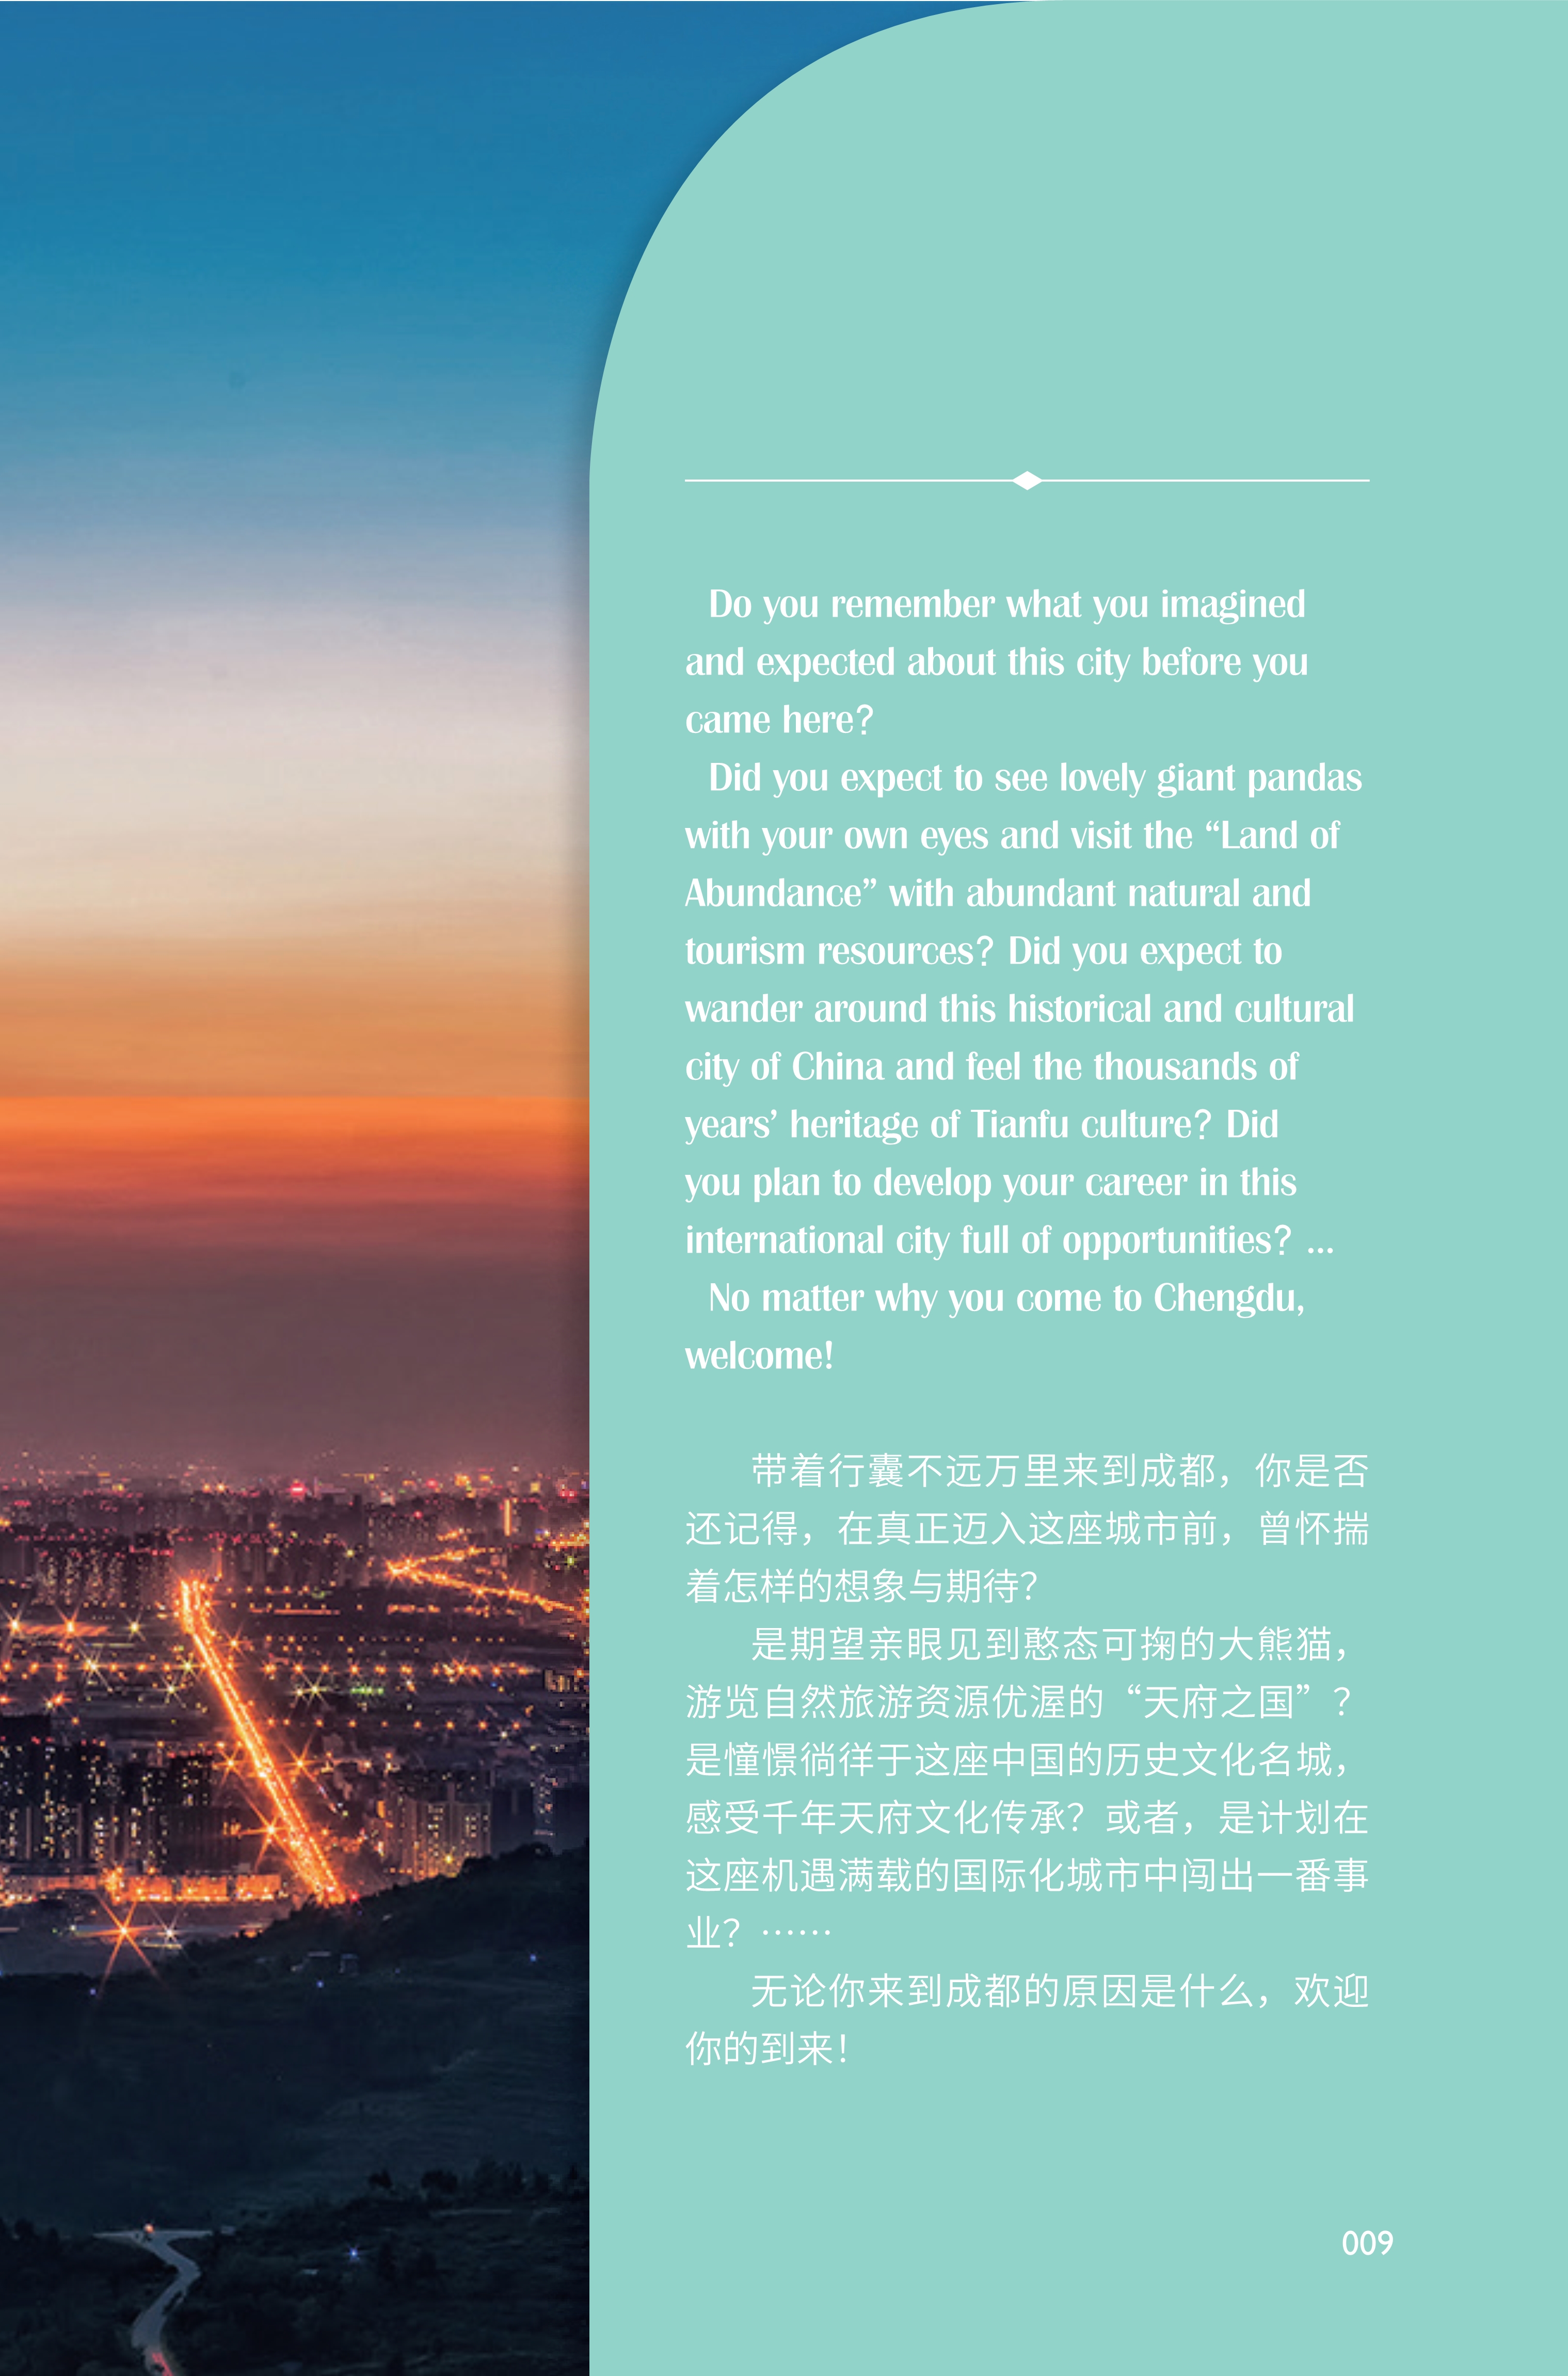 Do you remember what you imagined
and expected about this city before you
came here?
Did you expect to see lovely giant pandas
with your own eyes and visit the “Land of
Abundance” with abundant natural and
tourism resources? Did you expect to
wander around this historical and cultural
city of China and feel the thousands of
years’ heritage of Tianfu culture? Did
you plan to develop your career in this
international city full of opportunities? ...
No matter why you come to Chengdu,
welcome!
带着行囊不远万里来到成都，你是否
还记得，在真正迈入这座城市前，曾怀揣
着怎样的想象与期待？
是期望亲眼见到憨态可掬的大熊猫，
游览自然旅游资源优渥的“天府之国”？
是憧憬徜徉于这座中国的历史文化名城，
感受千年天府文化传承？或者，是计划在
这座机遇满载的国际化城市中闯出一番事
业？……
无论你来到成都的原因是什么，欢迎
你的到来！
009